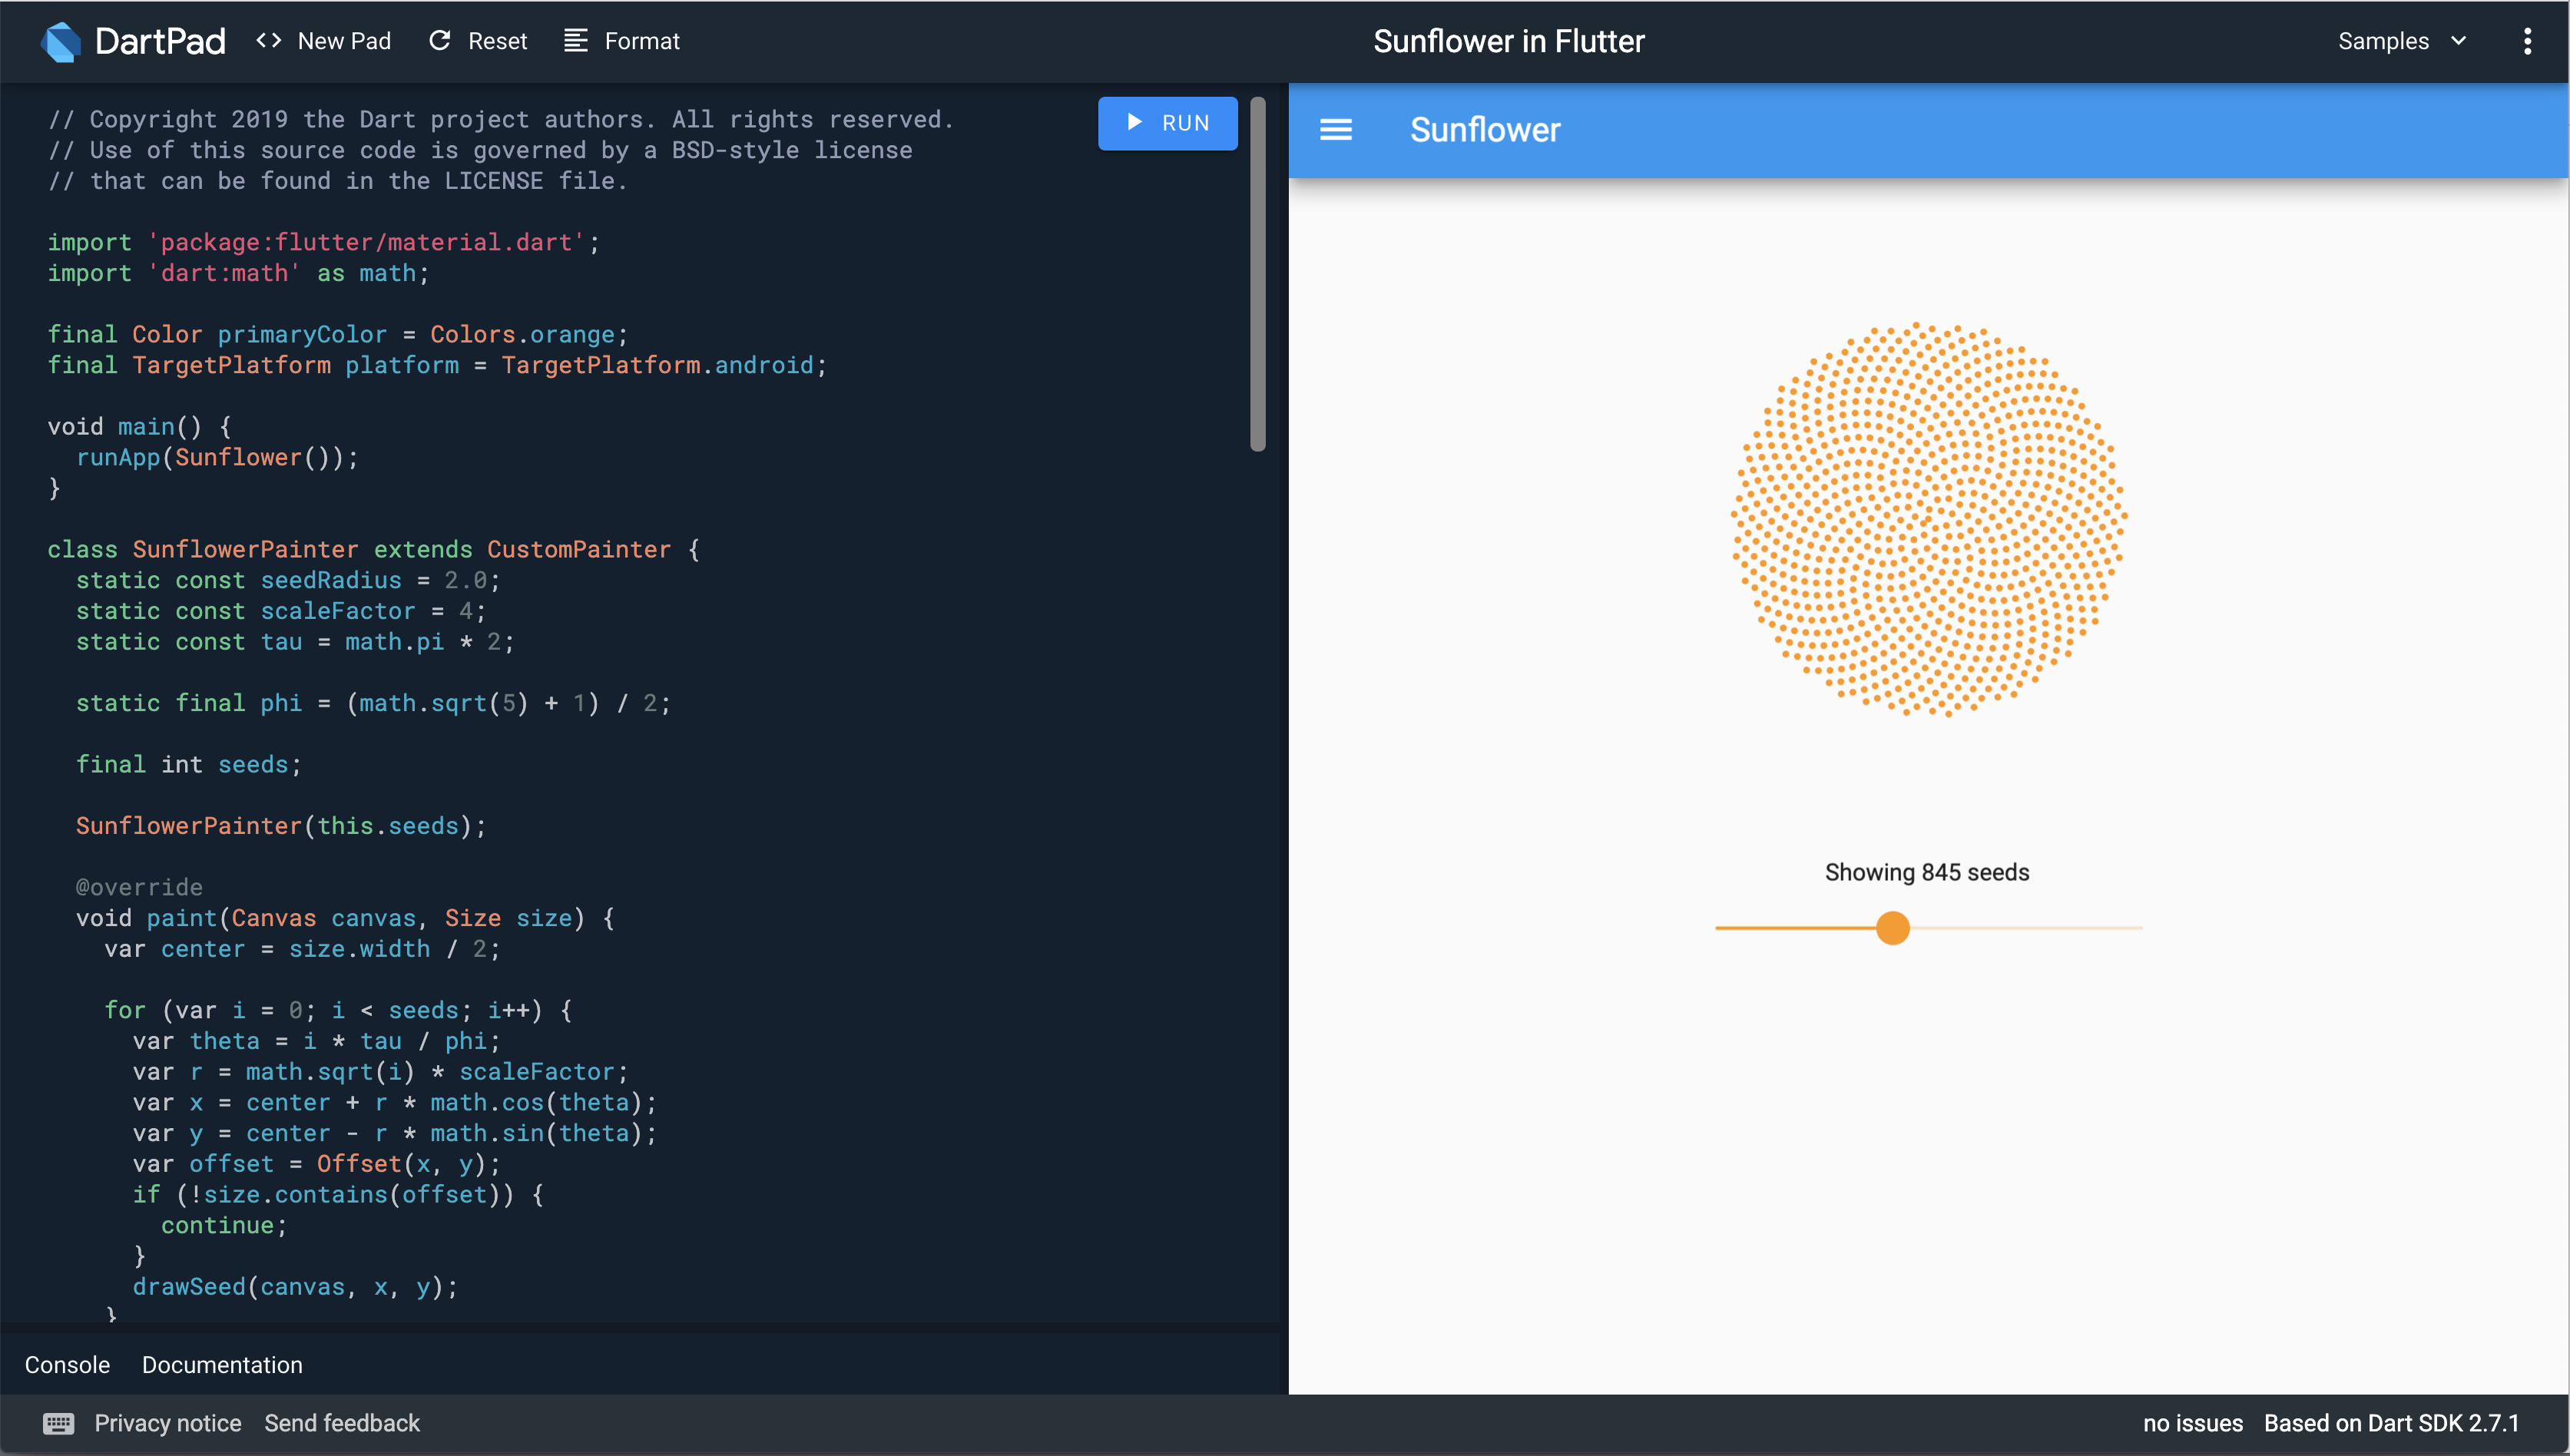 DartPad <> New Pad Reset Format Sunflower in Flutter Samples
// Copyright 2019 the Dart project authors. All rights reserved.
// Use of this source code is governed by a BSD-style license
// that can be found in the LICENSE file.
import 'package:flutter/material.dart';
import 'dart:math' as math;
final Color primaryColor = Colors.orange;
final TargetPlatform platform = TargetPlatform.android;
void main() {
  runApp(Sunflower());
}
class SunflowerPainter extends CustomPainter {
  static const seedRadius = 2.0;
  static const scaleFactor = 4;
  static const tau = math.pi * 2;
  static final phi = (math.sqrt(5) + 1) / 2;
  final int seeds;
  SunflowerPainter(this.seeds);
  @override
  void paint(Canvas canvas, Size size) {
    var center = size.width / 2;
    for (var i = 0; i < seeds; i++) {
      var theta = i * tau / phi;
      var r = math.sqrt(i) * scaleFactor;
      var x = center + r * math.cos(theta);
      var y = center - r * math.sin(theta);
      var offset = Offset(x, y);
      if (!size.contains(offset)) {
        continue;
      }
      drawSeed(canvas, x, y);
    }
RUN
Sunflower
Showing 845 seeds
Console Documentation
Privacy notice Send feedback no issues Based on Dart SDK 2.7.1